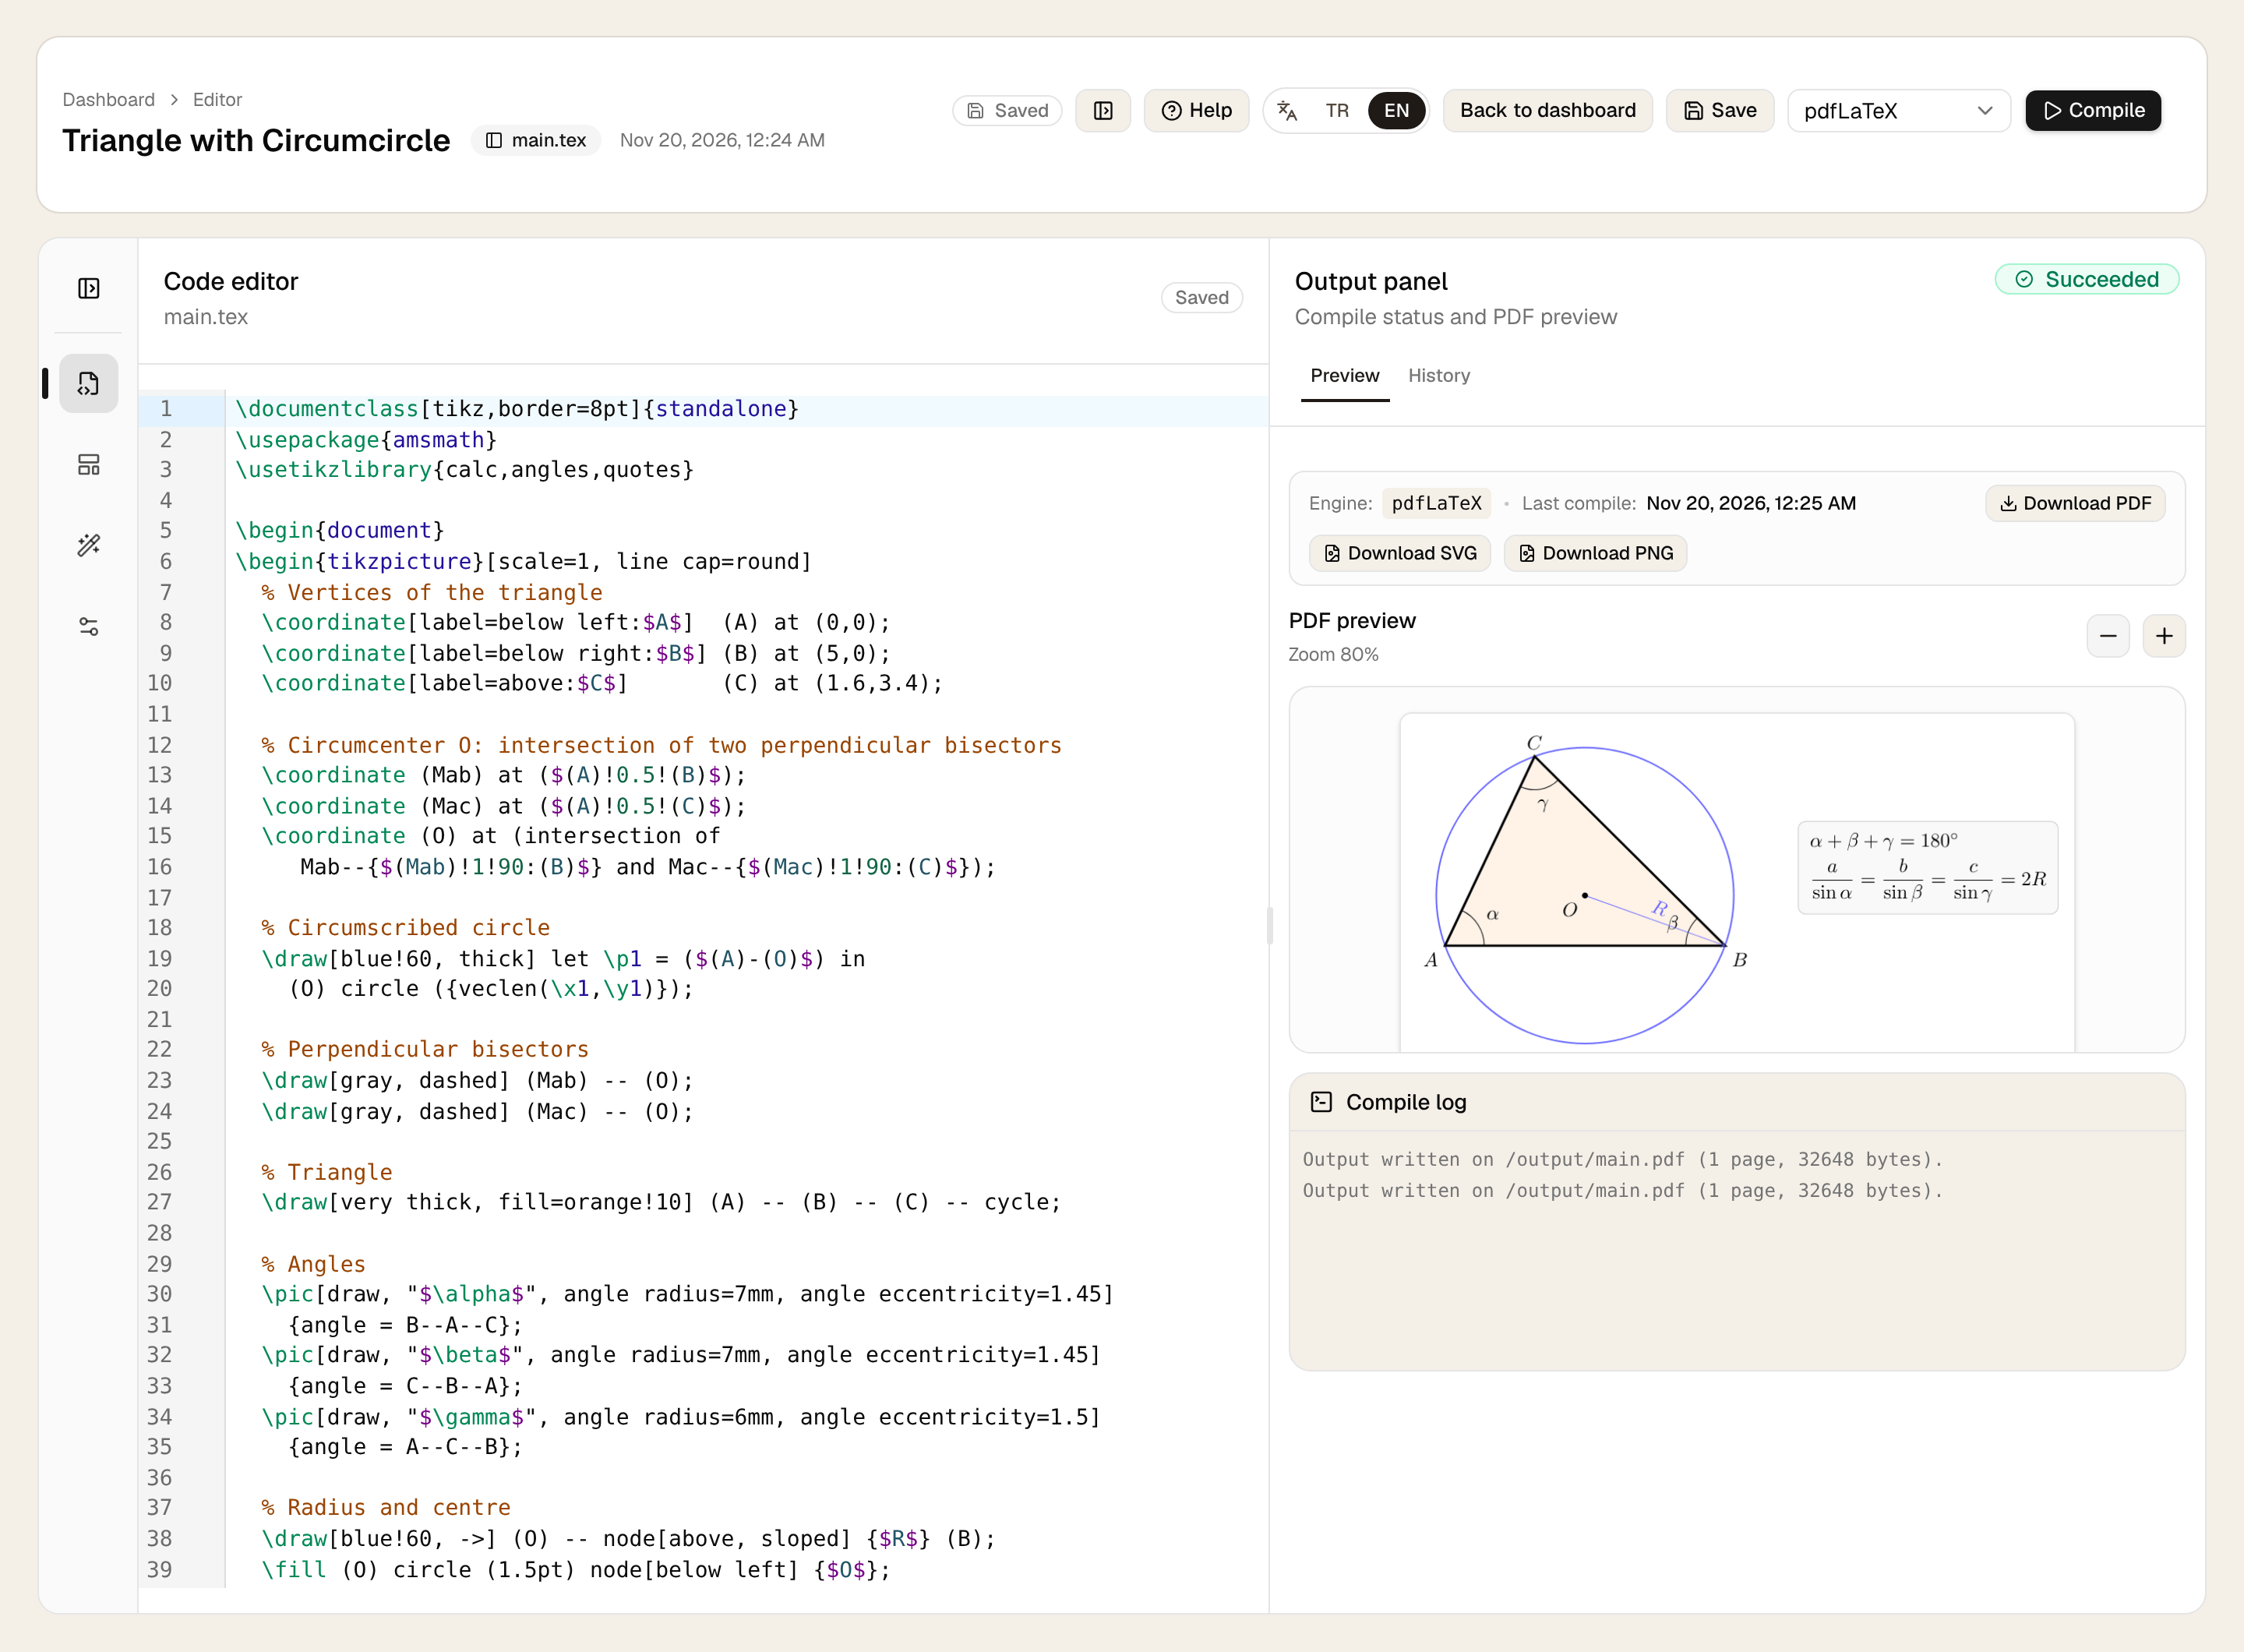 Dashboard > Editor
Triangle with Circumcircle
main.tex
Nov 20, 2026, 12:24 AM
Saved
Help
TR
EN
Back to dashboard
Save
pdfLaTeX
Compile
Code editor
main.tex
Saved
1 \documentclass[tikz,border=8pt]{standalone}
2 \usepackage{amsmath}
3 \usetikzlibrary{calc,angles,quotes}
4
5 \begin{document}
6 \begin{tikzpicture}[scale=1, line cap=round]
7   % Vertices of the triangle
8   \coordinate[label=below left:$A$]  (A) at (0,0);
9   \coordinate[label=below right:$B$] (B) at (5,0);
10   \coordinate[label=above:$C$]       (C) at (1.6,3.4);
11
12   % Circumcenter O: intersection of two perpendicular bisectors
13   \coordinate (Mab) at ($(A)!0.5!(B)$);
14   \coordinate (Mac) at ($(A)!0.5!(C)$);
15   \coordinate (O) at (intersection of
16      Mab--{$(Mab)!1!90:(B)$} and Mac--{$(Mac)!1!90:(C)$});
17
18   % Circumscribed circle
19   \draw[blue!60, thick] let \p1 = ($(A)-(O)$) in
20     (O) circle ({veclen(\x1,\y1)});
21
22   % Perpendicular bisectors
23   \draw[gray, dashed] (Mab) -- (O);
24   \draw[gray, dashed] (Mac) -- (O);
25
26   % Triangle
27   \draw[very thick, fill=orange!10] (A) -- (B) -- (C) -- cycle;
28
29   % Angles
30   \pic[draw, "$\alpha$", angle radius=7mm, angle eccentricity=1.45]
31     {angle = B--A--C};
32   \pic[draw, "$\beta$", angle radius=7mm, angle eccentricity=1.45]
33     {angle = C--B--A};
34   \pic[draw, "$\gamma$", angle radius=6mm, angle eccentricity=1.5]
35     {angle = A--C--B};
36
37   % Radius and centre
38   \draw[blue!60, ->] (O) -- node[above, sloped] {$R$} (B);
39   \fill (O) circle (1.5pt) node[below left] {$O$};
Output panel
Compile status and PDF preview
Succeeded
Preview
History
Engine: pdfLaTeX • Last compile: Nov 20, 2026, 12:25 AM
Download PDF
Download SVG
Download PNG
PDF preview
Zoom 80%
C
γ
α
O
R
β
A
B
α + β + γ = 180°
a/sin α = b/sin β = c/sin γ = 2R
Compile log
Output written on /output/main.pdf (1 page, 32648 bytes).
Output written on /output/main.pdf (1 page, 32648 bytes).